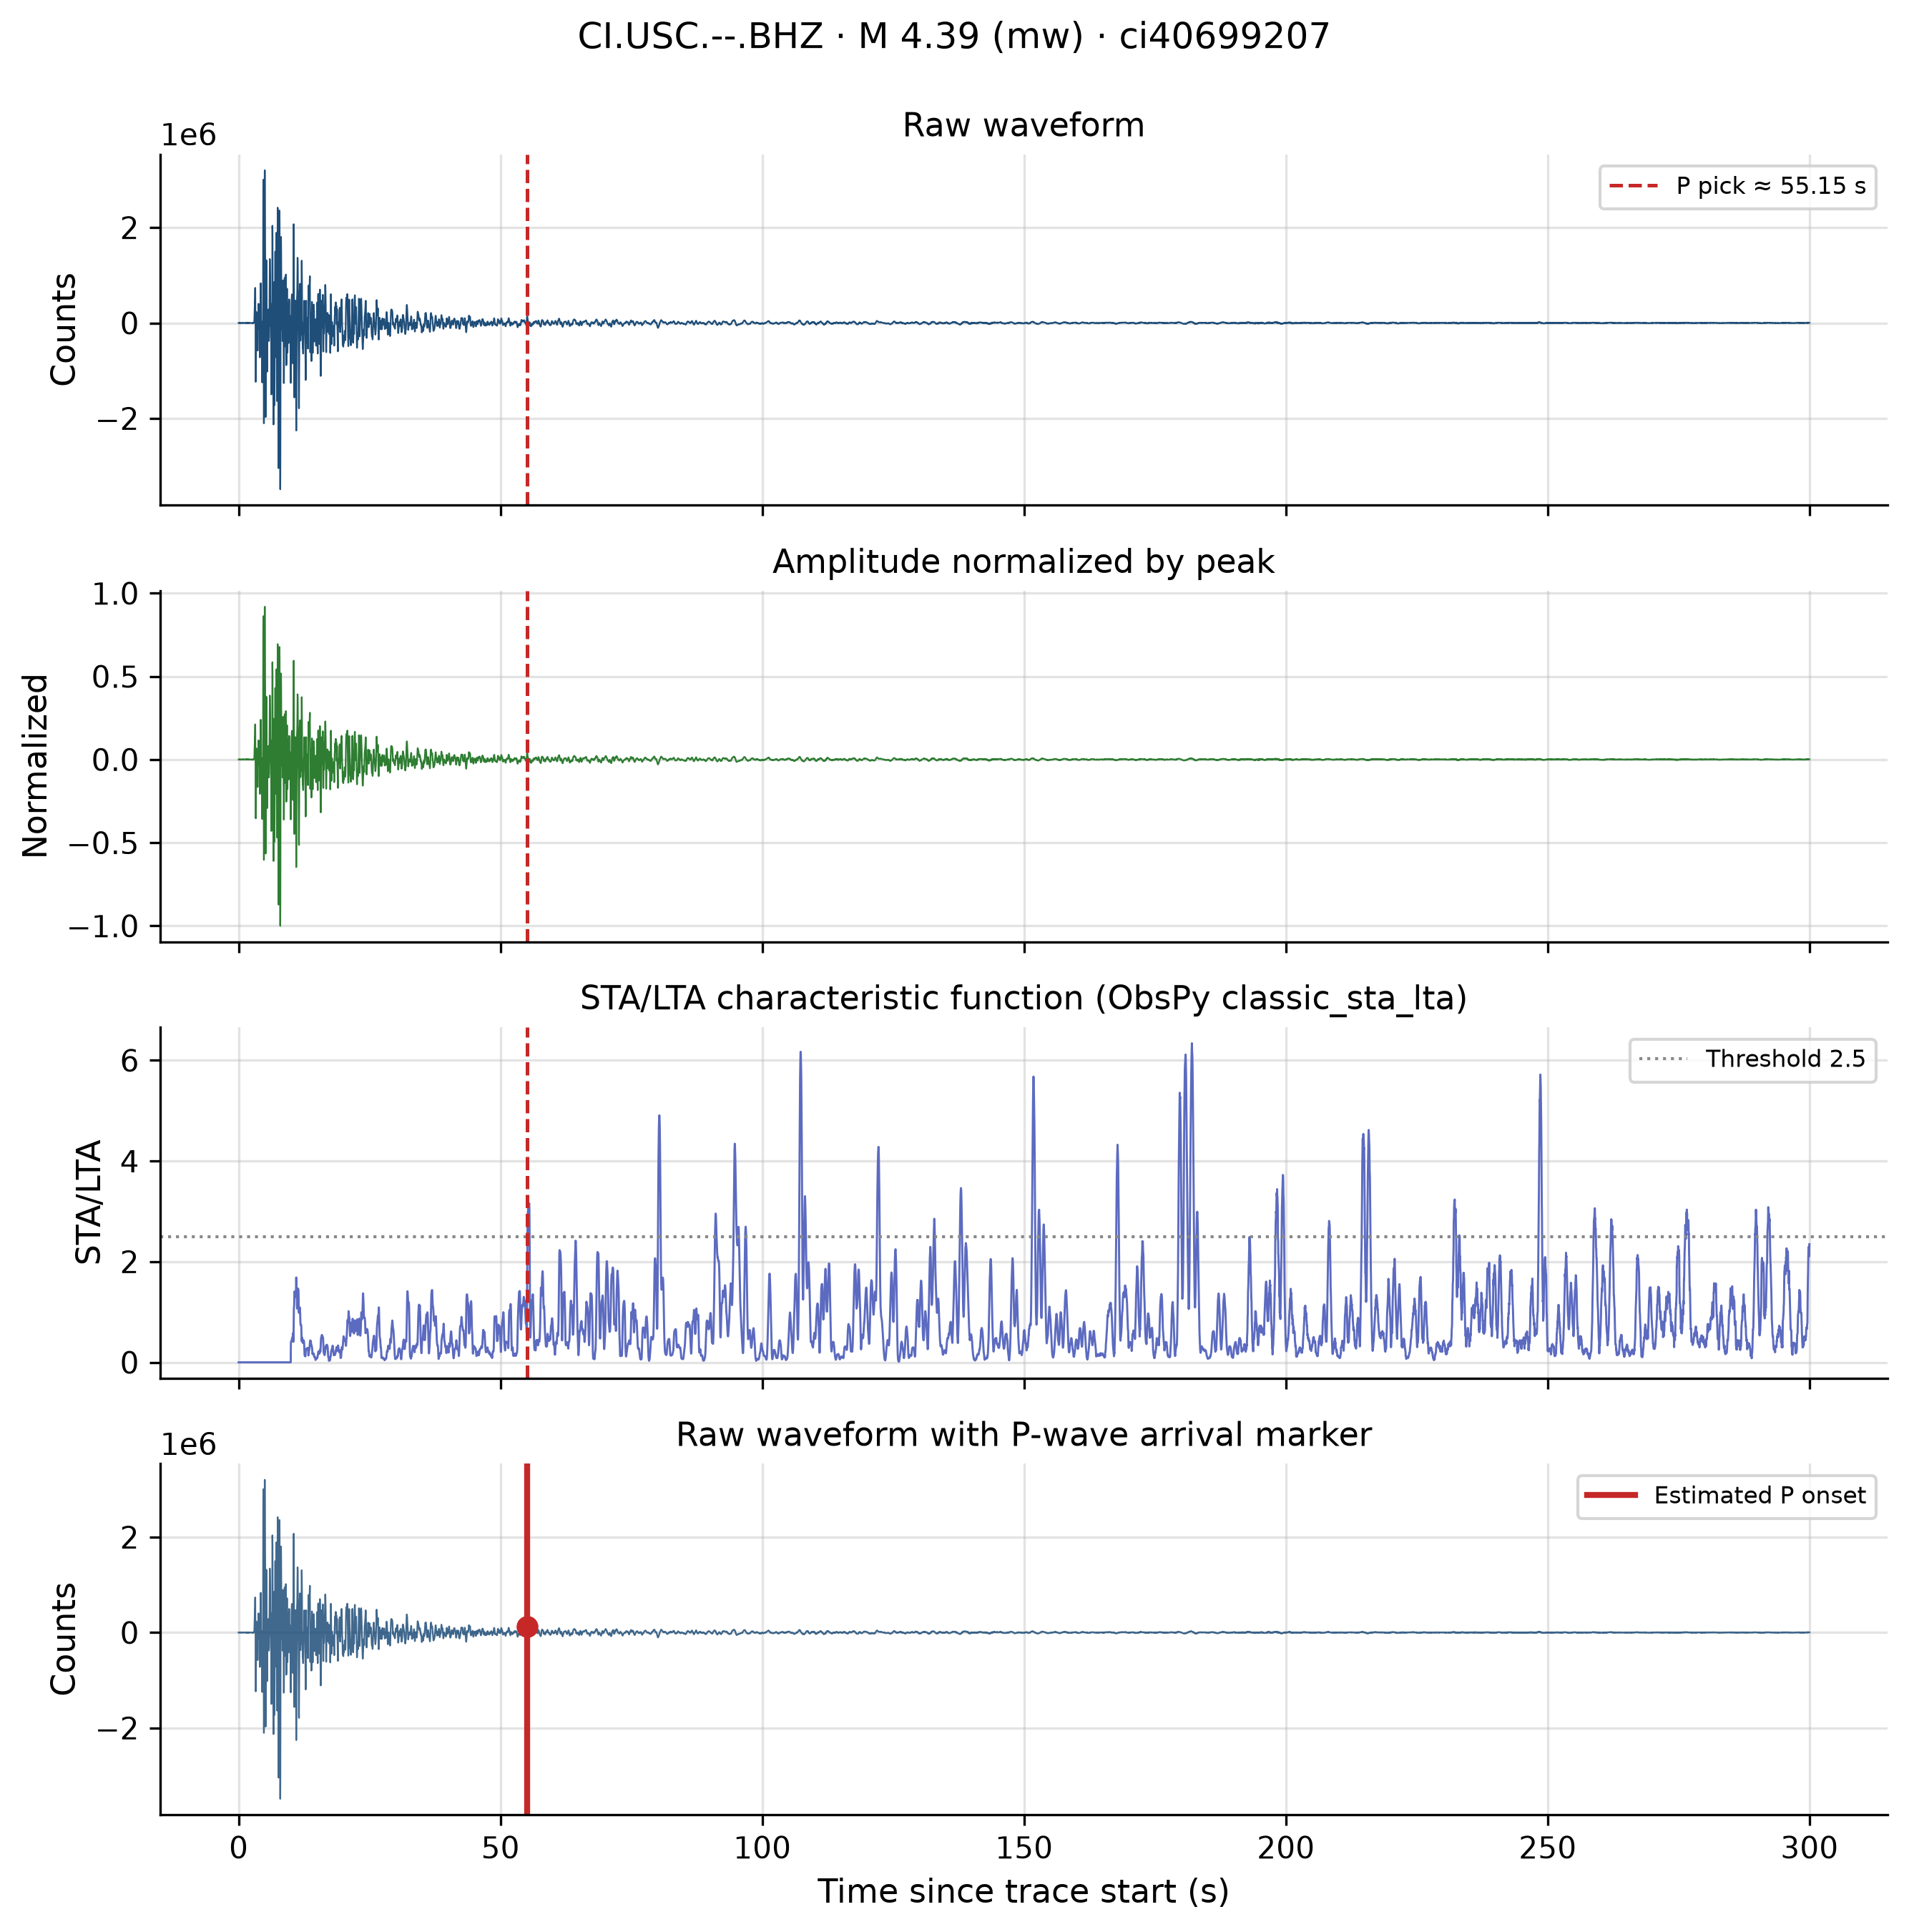 CI.USC.--.BHZ · M 4.39 (mw) · ci40699207
Raw waveform
1e6
P pick ≈ 55.15 s
2
0
−2
Counts
Amplitude normalized by peak
1.0
0.5
0.0
−0.5
−1.0
Normalized
STA/LTA characteristic function (ObsPy classic_sta_lta)
Threshold 2.5
6
4
2
0
STA/LTA
Raw waveform with P-wave arrival marker
1e6
Estimated P onset
2
0
−2
Counts
0 50 100 150 200 250 300
Time since trace start (s)